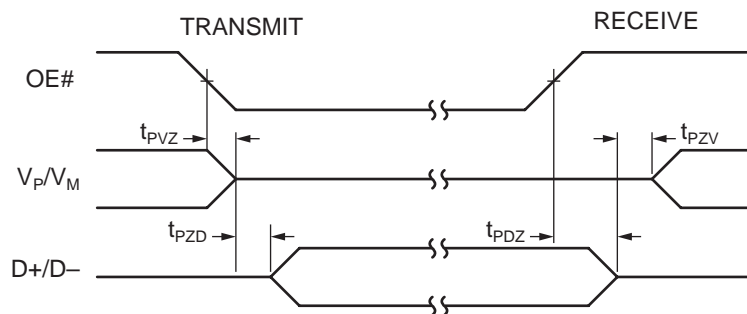 TRANSMIT
RECEIVE
OE#
tPVZ
tPZV
VP/VM
tPZD
tPDZ
D+/D–